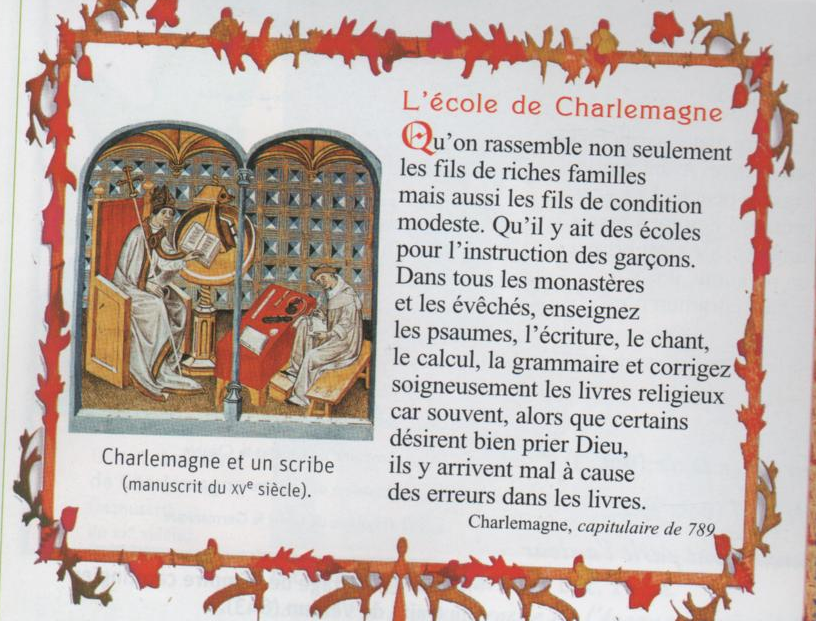 L'école de Charlemagne
Qu'on rassemble non seulement
les fils de riches familles
mais aussi les fils de condition
modeste. Qu'il y ait des écoles
pour l'instruction des garçons.
Dans tous les monastères
et les évêchés, enseignez
les psaumes, l'écriture, le chant,
le calcul, la grammaire et corrigez
soigneusement les livres religieux
car souvent, alors que certains
désirent bien prier Dieu,
ils y arrivent mal à cause
des erreurs dans les livres.
Charlemagne, capitulaire de 789.
Charlemagne et un scribe
(manuscrit du XVe siècle).